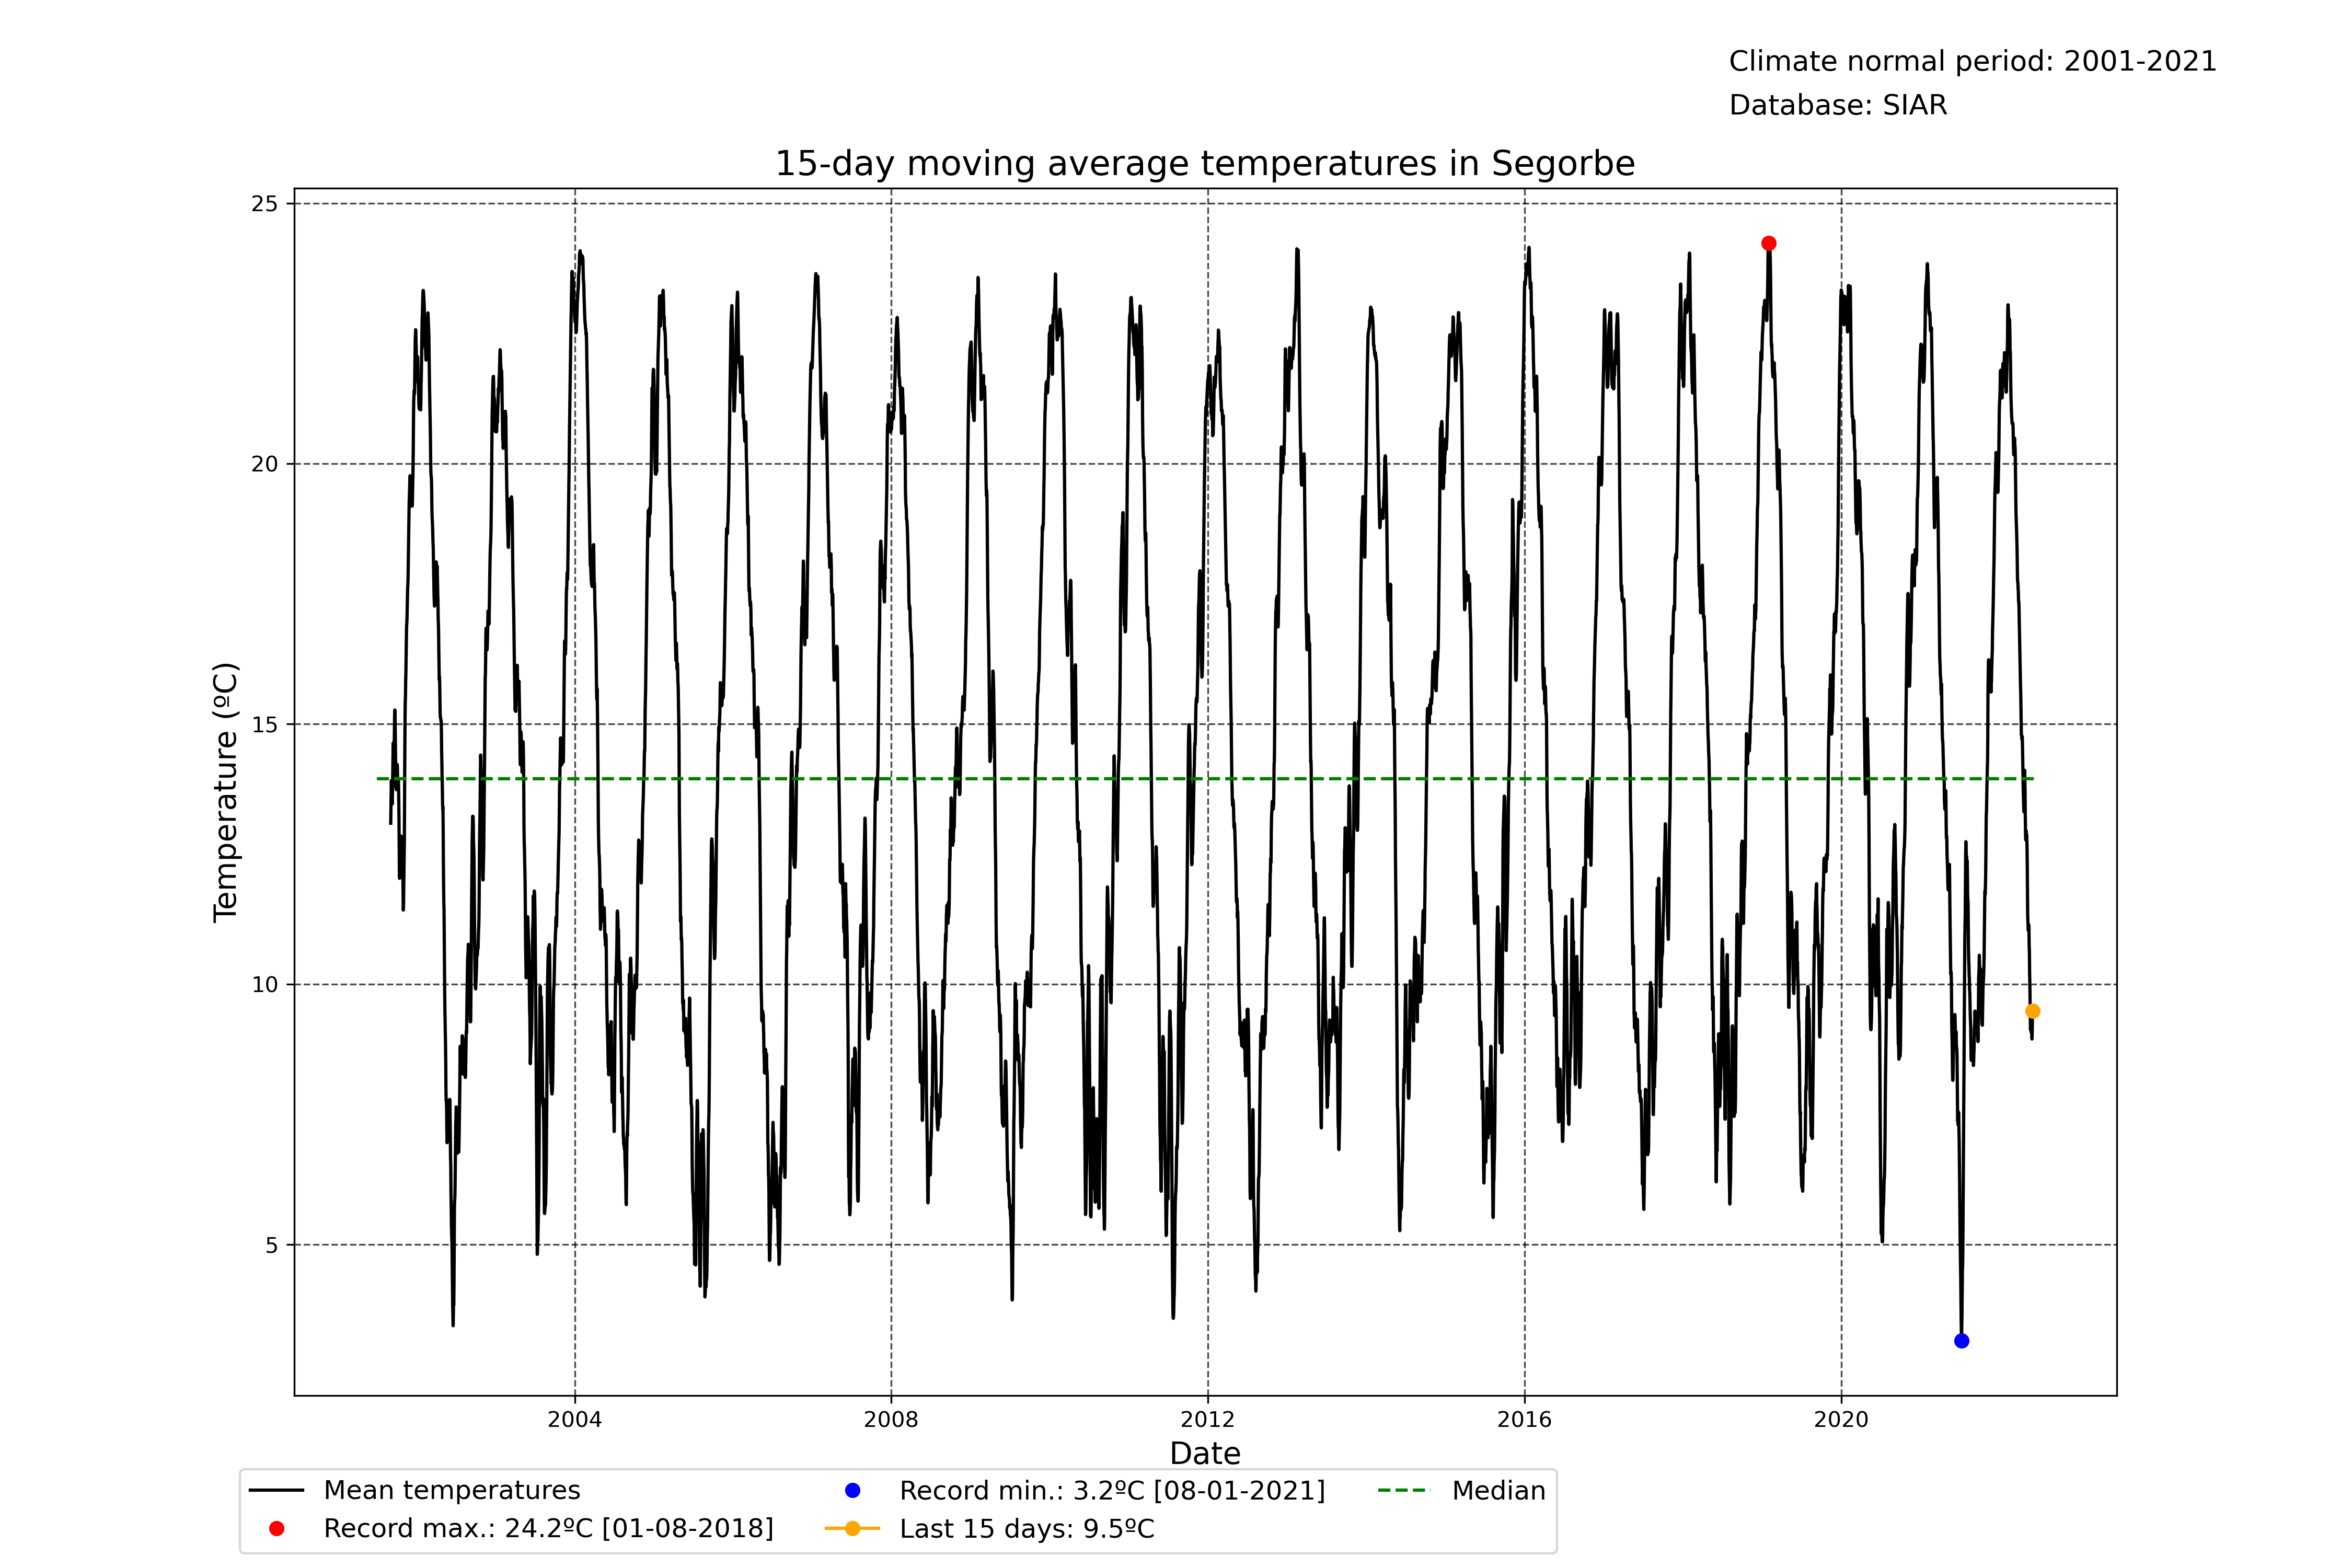 Climate normal period: 2001-2021
Database: SIAR
15-day moving average temperatures in Segorbe
25
20
15
10
5
Temperature (ºC)
2004
2008
2012
2016
2020
Date
Mean temperatures
Record max.: 24.2ºC [01-08-2018]
Record min.: 3.2ºC [08-01-2021]
Last 15 days: 9.5ºC
Median